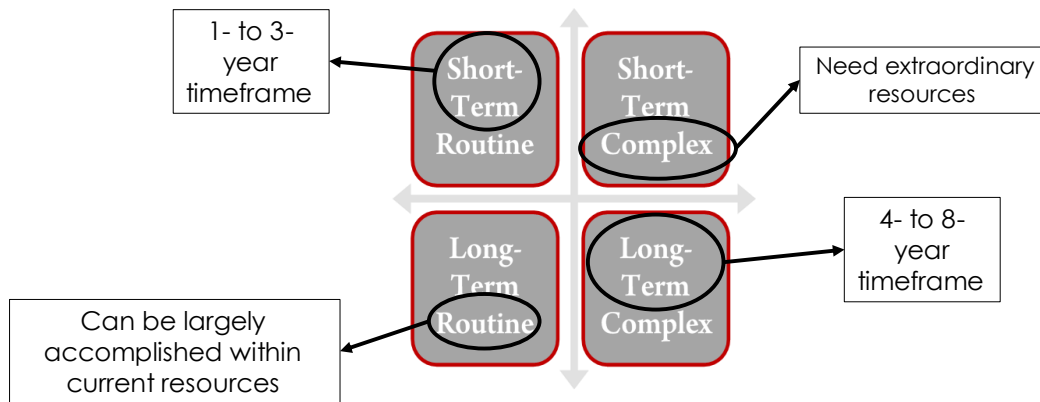 1- to 3-
year
timeframe
Short-
Term
Routine
Short-
Term
Complex
Need extraordinary
resources
Long-
Term
Routine
Long-
Term
Complex
4- to 8-
year
timeframe
Can be largely
accomplished within
current resources